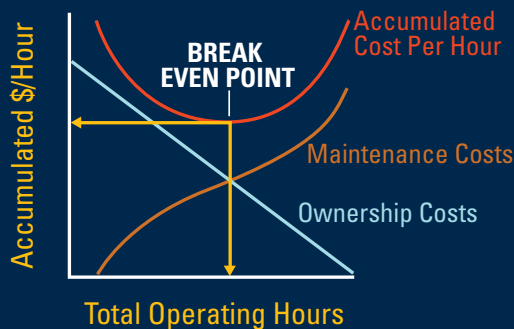 Accumulated
Cost Per Hour
BREAK
EVEN POINT
Accumulated $/Hour
Maintenance Costs
Ownership Costs
Total Operating Hours